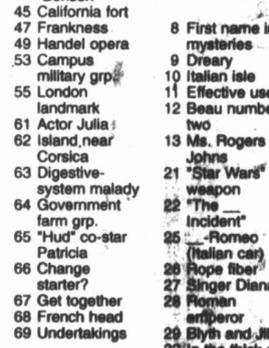 45 California fort
47 Frankness
49 Handel opera
53 Campus
military grp.
55 London
landmark
61 Actor Julia
62 Island near
Corsica
63 Digestive-
system malady
64 Government
farm grp.
65 "Hud" co-star
Patricia
66 Change
starter?
67 Get together
68 French head
69 Undertakings
8 First name in
mysteries
9 Dreary
10 Italian isle
11 Effective use
12 Beau number
two
13 Ms. Rogers
Johns
21 "Star Wars"
weapon
22 "The __
Incident"
25 __-Romeo
(Italian car)
26 Rope fiber
27 Singer Diana
28 Roman
emperor
29 Blyth and